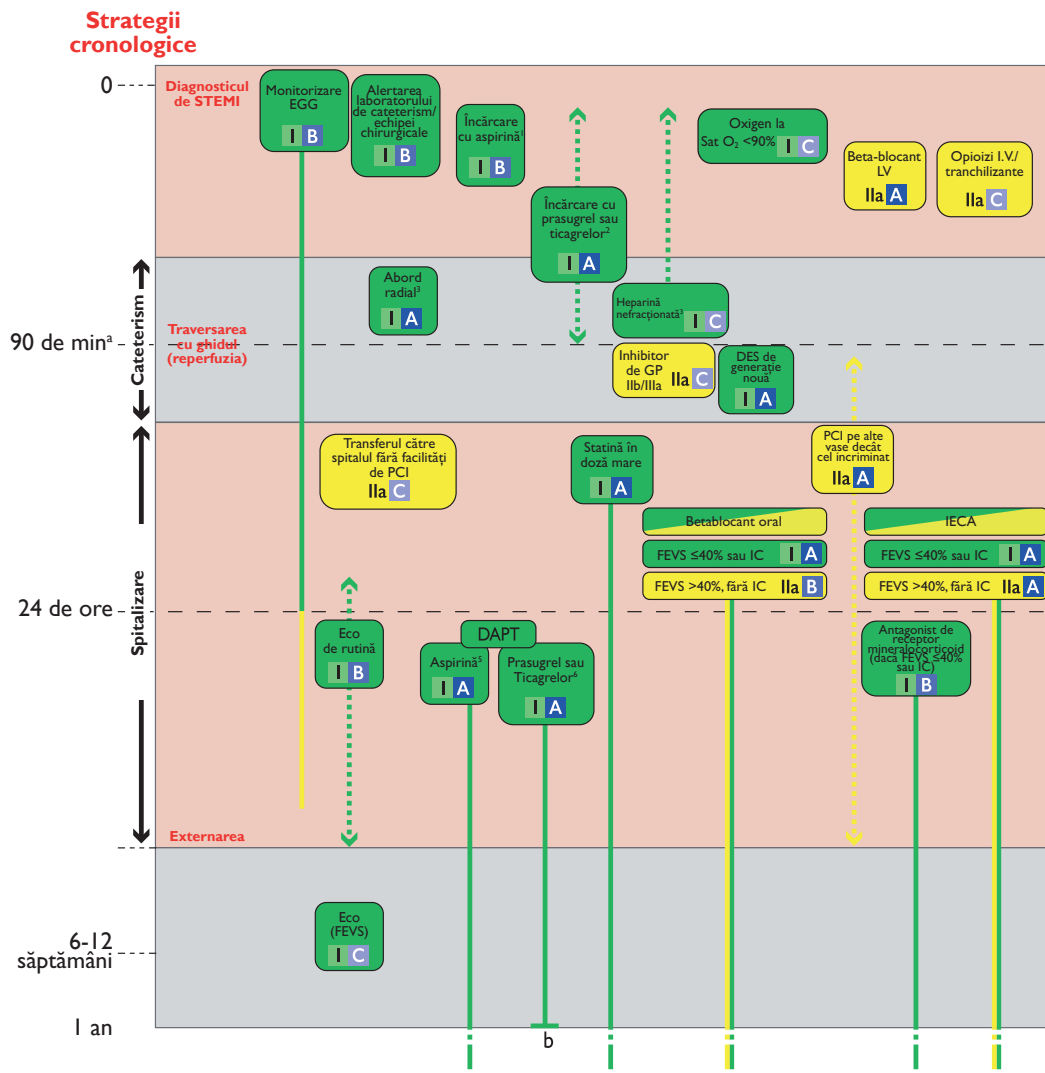 Strategii
cronologice
0
Diagnosticul
de STEMI
Monitorizare
EGG
I B
Alertarea
laboratorului
de cateterism/
echipei
chirurgicale
I B
Încărcare
cu aspirină¹
I B
Încărcare cu
prasugrel sau
ticagrelor²
I A
Oxigen la
Sat O₂ <90% I C
Beta-blocant
LV
IIa A
Opioizi I.V./
tranchilizante
IIa C
Cateterism
90 de minᵃ
Traversarea
cu ghidul
(reperfuzia)
Abord
radial³
I A
Heparină
nefracționată³ I C
Inhibitor
de GP
IIb/IIIa IIa C
DES de
generație
nouă
I A
Spitalizare
Transferul către
spitalul fără facilități
de PCI
IIa C
Statină în
doză mare
I A
PCI pe alte
vase decât
cel incriminat
IIa A
Betablocant oral
FEVS ≤40% sau IC I A
FEVS >40%, fără IC IIa B
IECA
FEVS ≤40% sau IC I A
FEVS >40%, fără IC IIa A
24 de ore
Eco
de rutină
I B
DAPT
Aspirină⁵
I A
Prasugrel sau
Ticagrelor⁶
I A
Antagonist de
receptor
mineralocorticoid
(dacă FEVS ≤40%
sau IC)
I B
Externarea
Eco
(FEVS)
I C
6-12
săptămâni
1 an
b